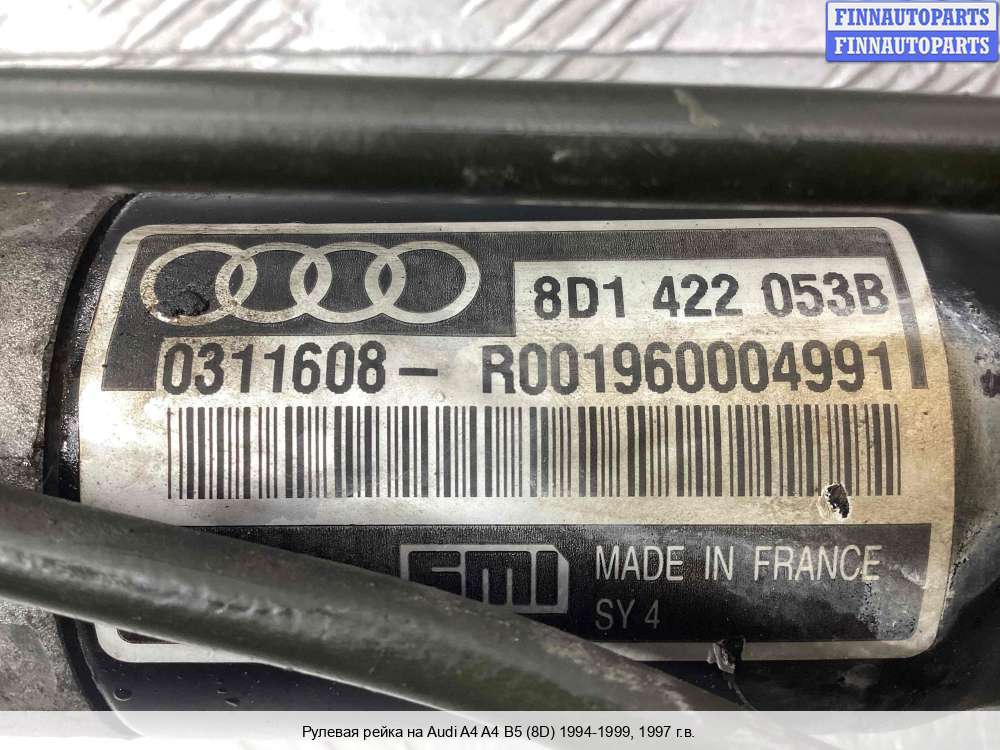 FINNAUTOPARTS
FINNAUTOPARTS
8D1 422 053B
0311608- R001960004991
SMI MADE IN FRANCE
SY 4
Рулевая рейка на Audi A4 A4 B5 (8D) 1994-1999, 1997 г.в.